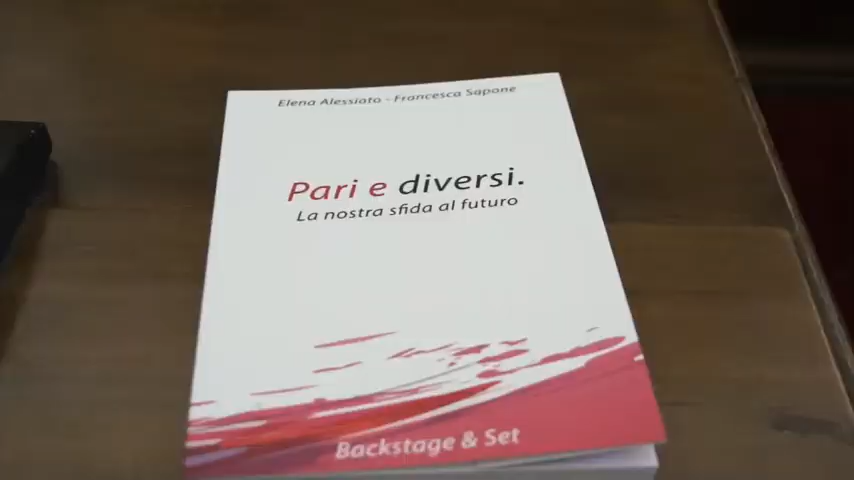 Elena Alessiato - Francesca Sapone
Pari e diversi.
La nostra sfida al futuro
Backstage & Set